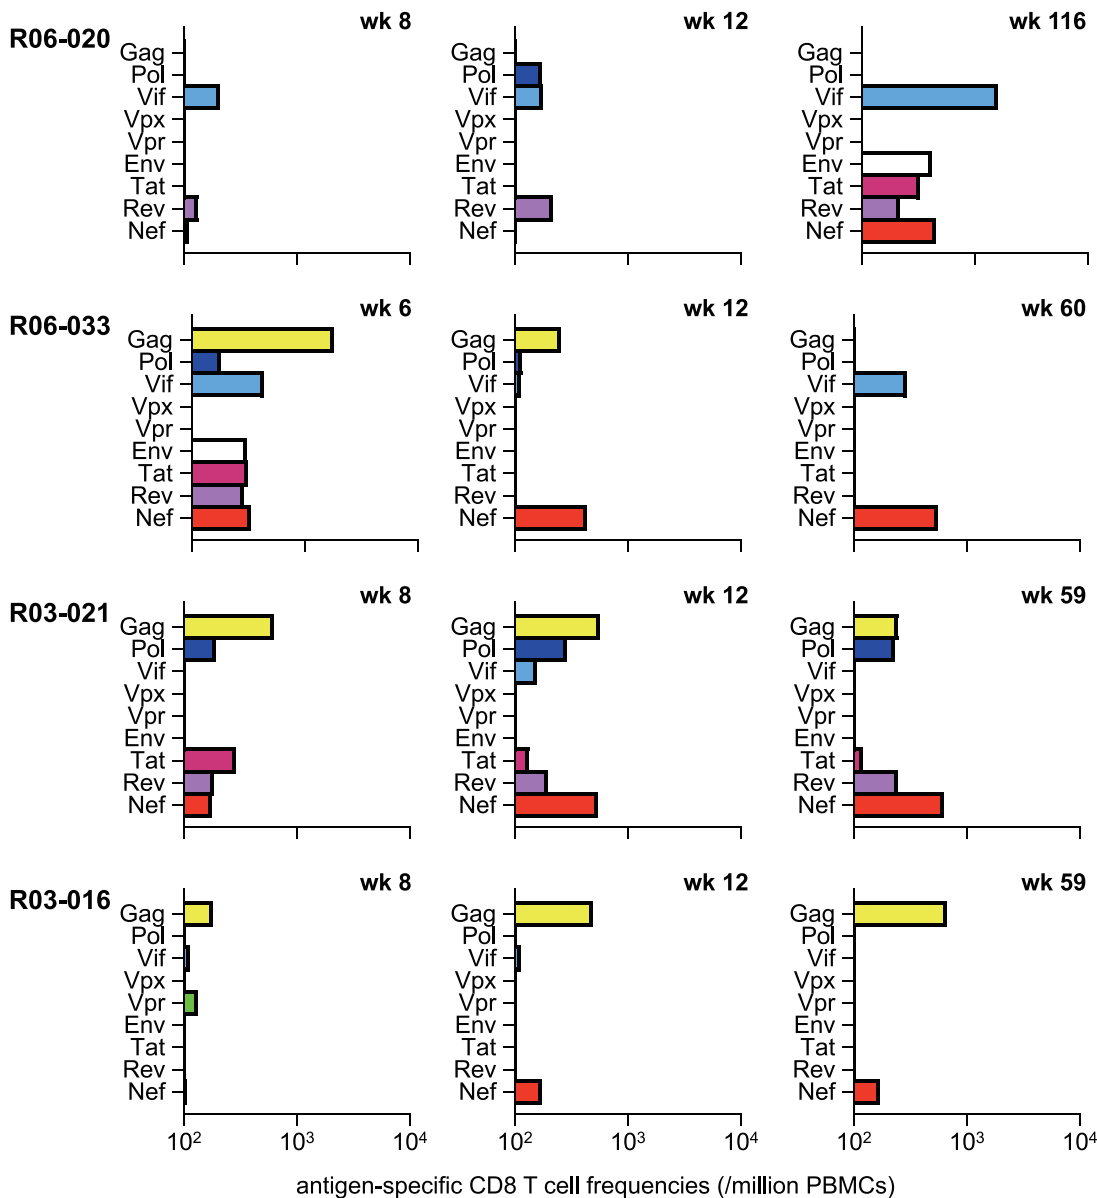 R06-020
wk 8
Gag
Pol
Vif
Vpx
Vpr
Env
Tat
Rev
Nef
wk 12
Gag
Pol
Vif
Vpx
Vpr
Env
Tat
Rev
Nef
wk 116
Gag
Pol
Vif
Vpx
Vpr
Env
Tat
Rev
Nef
R06-033
wk 6
Gag
Pol
Vif
Vpx
Vpr
Env
Tat
Rev
Nef
wk 12
Gag
Pol
Vif
Vpx
Vpr
Env
Tat
Rev
Nef
wk 60
Gag
Pol
Vif
Vpx
Vpr
Env
Tat
Rev
Nef
R03-021
wk 8
Gag
Pol
Vif
Vpx
Vpr
Env
Tat
Rev
Nef
wk 12
Gag
Pol
Vif
Vpx
Vpr
Env
Tat
Rev
Nef
wk 59
Gag
Pol
Vif
Vpx
Vpr
Env
Tat
Rev
Nef
R03-016
wk 8
Gag
Pol
Vif
Vpx
Vpr
Env
Tat
Rev
Nef
10² 10³ 10⁴
wk 12
Gag
Pol
Vif
Vpx
Vpr
Env
Tat
Rev
Nef
10² 10³ 10⁴
wk 59
Gag
Pol
Vif
Vpx
Vpr
Env
Tat
Rev
Nef
10² 10³ 10⁴
antigen-specific CD8 T cell frequencies (/million PBMCs)